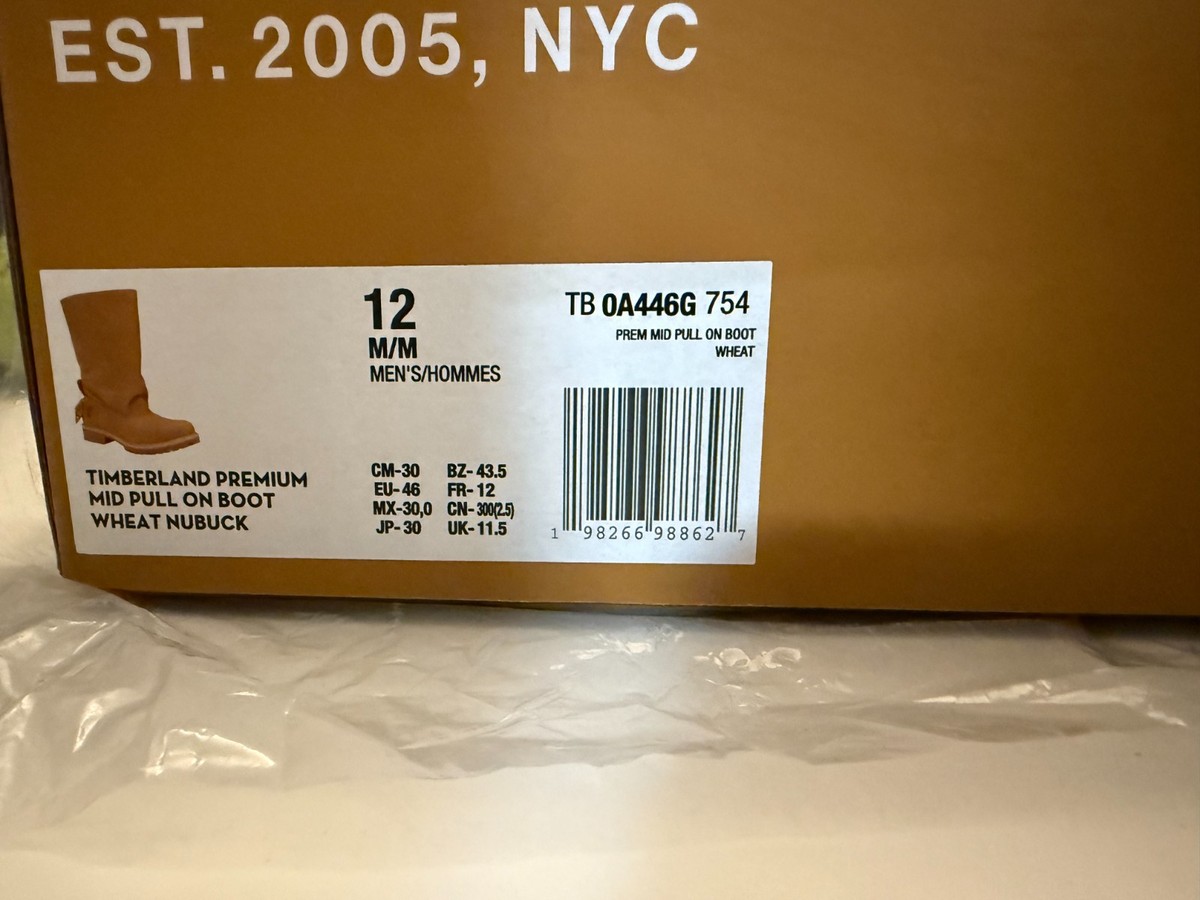 EST. 2005, NYC
12
M/M
MEN'S/HOMMES
TB 0A446G 754
PREM MID PULL ON BOOT
WHEAT
TIMBERLAND PREMIUM
MID PULL ON BOOT
WHEAT NUBUCK
CM-30 BZ-43.5
EU-46 FR-12
MX-30,0 CN-300(2.5)
JP-30 UK-11.5
1 98266 98862 7